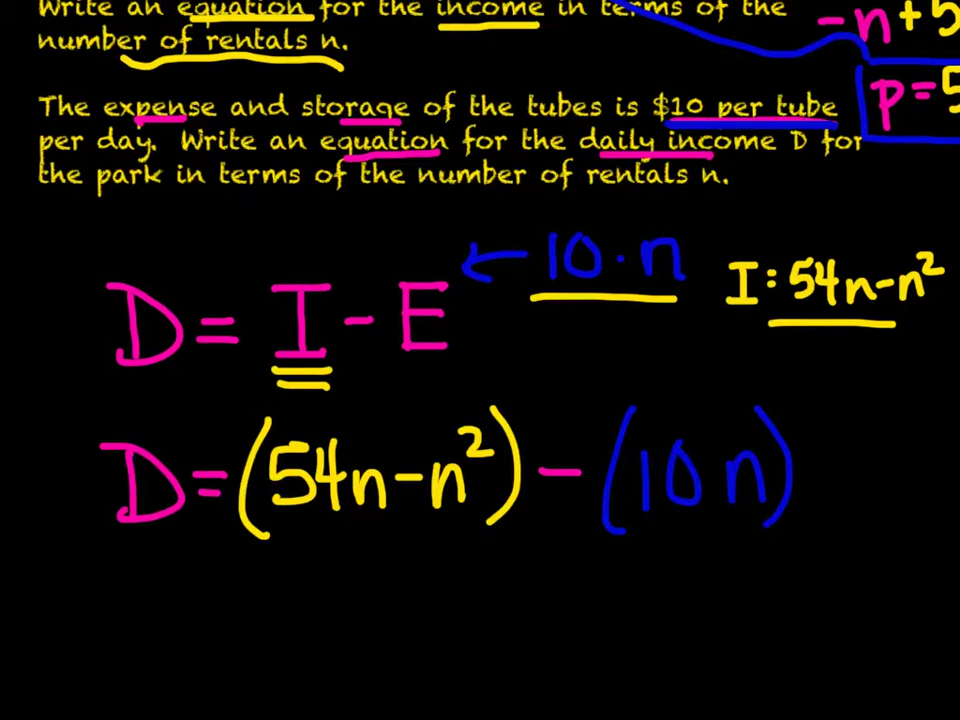 Write an equation for the income in terms of the
number of rentals n.
-n+5
p=5
The expense and storage of the tubes is $10 per tube
per day. Write an equation for the daily income D for
the park in terms of the number of rentals n.
D = I - E ← 10·n
I: 54n-n²
D = (54n-n²) - (10n)